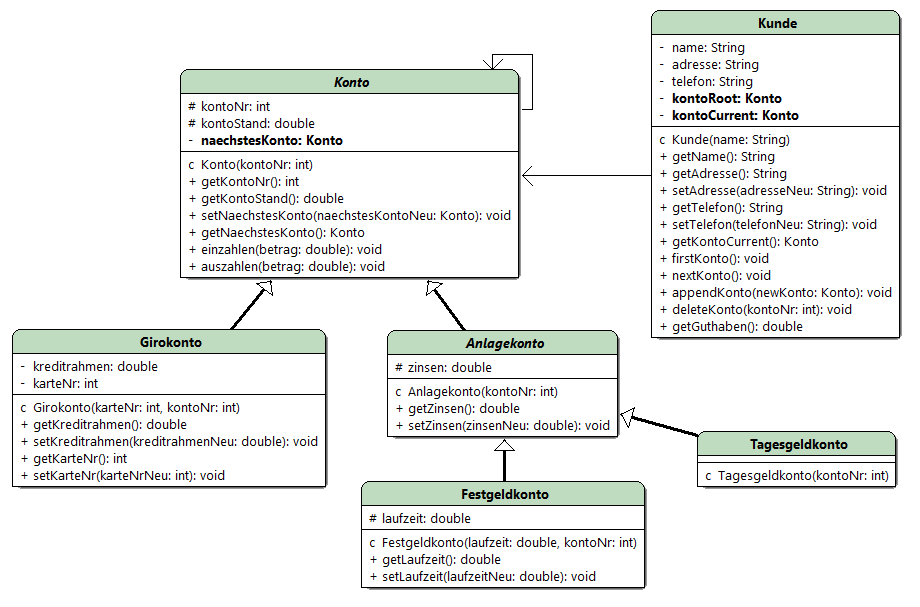 Konto
# kontoNr: int
# kontoStand: double
- naechstesKonto: Konto
c Konto(kontoNr: int)
+ getKontoNr(): int
+ getKontoStand(): double
+ setNaechstesKonto(naechstesKontoNeu: Konto): void
+ getNaechstesKonto(): Konto
+ einzahlen(betrag: double): void
+ auszahlen(betrag: double): void
Kunde
- name: String
- adresse: String
- telefon: String
- kontoRoot: Konto
- kontoCurrent: Konto
c Kunde(name: String)
+ getName(): String
+ getAdresse(): String
+ setAdresse(adresseNeu: String): void
+ getTelefon(): String
+ setTelefon(telefonNeu: String): void
+ getKontoCurrent(): Konto
+ firstKonto(): void
+ nextKonto(): void
+ appendKonto(newKonto: Konto): void
+ deleteKonto(kontoNr: int): void
+ getGuthaben(): double
Girokonto
- kreditrahmen: double
- karteNr: int
c Girokonto(karteNr: int, kontoNr: int)
+ getKreditrahmen(): double
+ setKreditrahmen(kreditrahmenNeu: double): void
+ getKarteNr(): int
+ setKarteNr(karteNrNeu: int): void
Anlagekonto
# zinsen: double
c Anlagekonto(kontoNr: int)
+ getZinsen(): double
+ setZinsen(zinsenNeu: double): void
Tagesgeldkonto
c Tagesgeldkonto(kontoNr: int)
Festgeldkonto
# laufzeit: double
c Festgeldkonto(laufzeit: double, kontoNr: int)
+ getLaufzeit(): double
+ setLaufzeit(laufzeitNeu: double): void